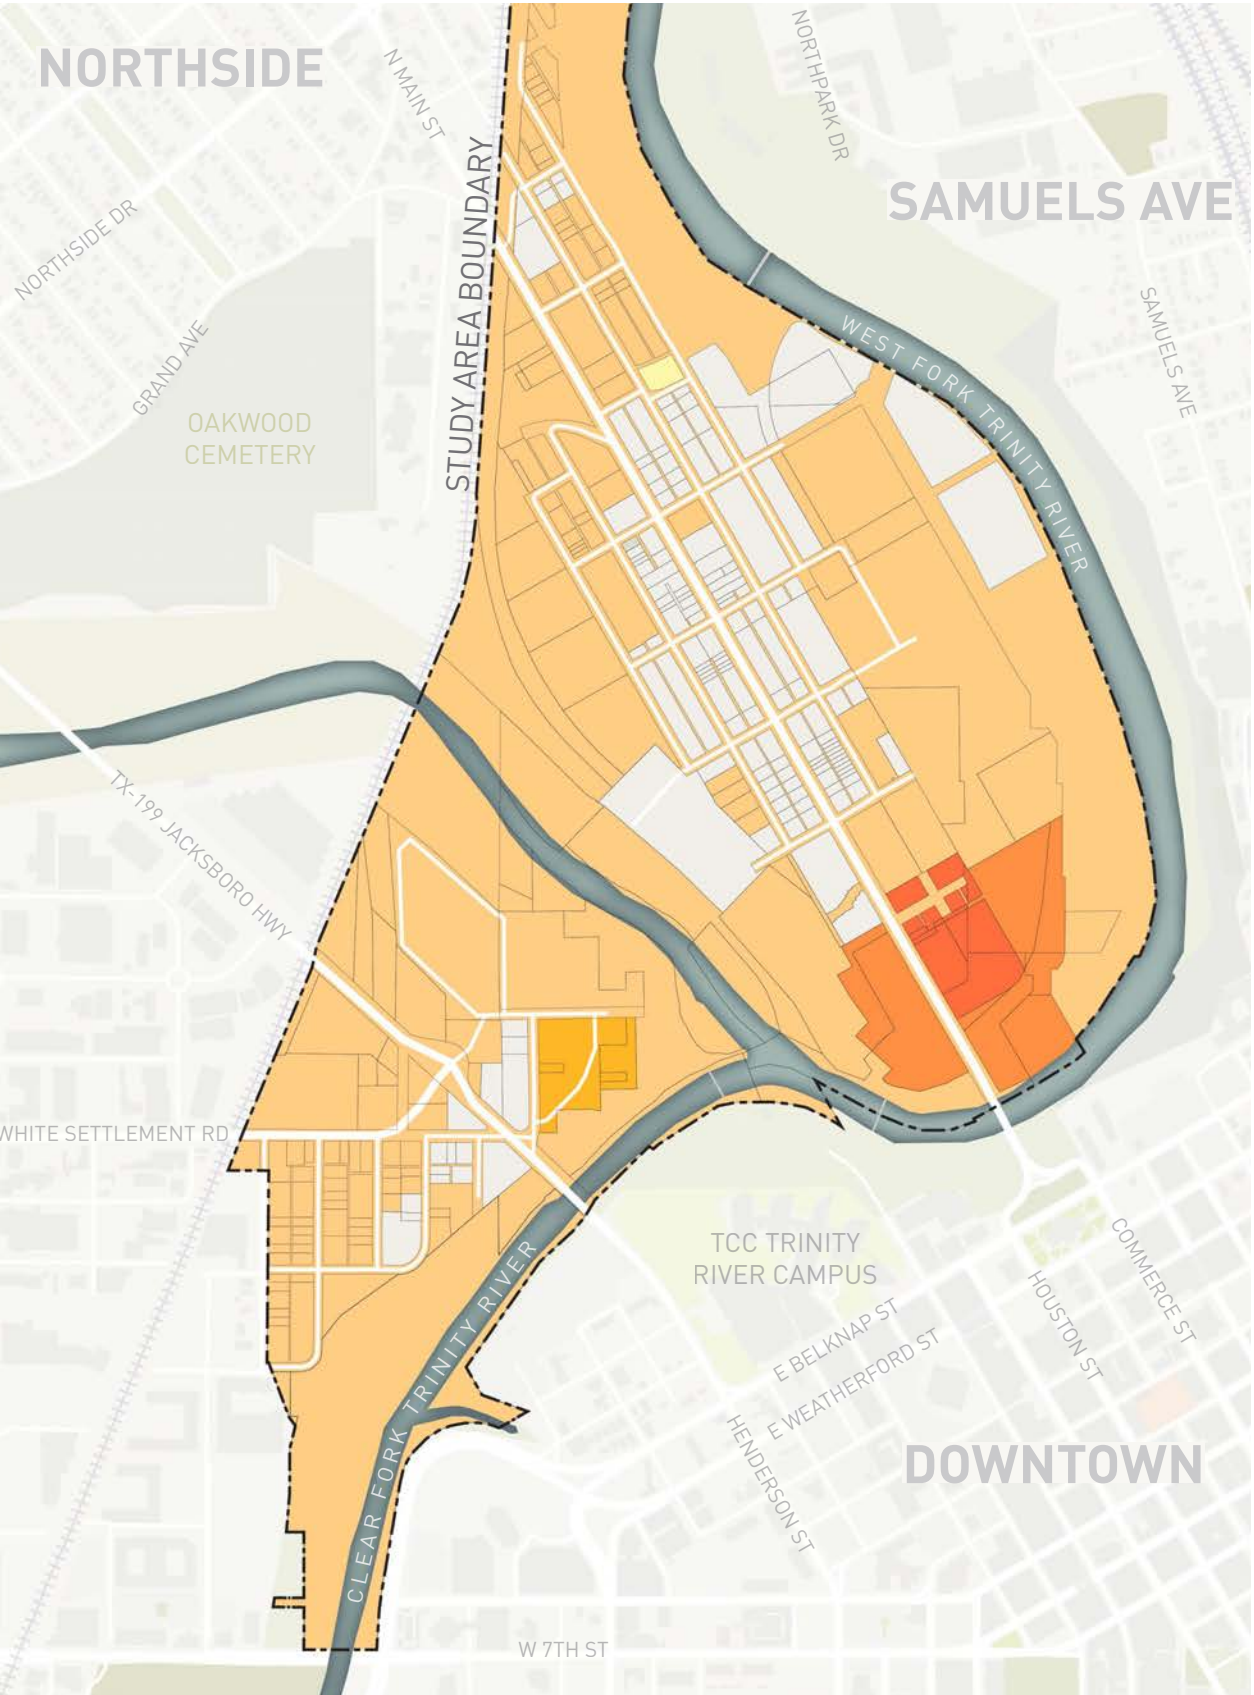 NORTHSIDE
N MAIN ST
NORTHPARK DR
SAMUELS AVE
STUDY AREA BOUNDARY
NORTHSIDE DR
GRAND AVE
SAMUELS AVE
WEST FORK TRINITY RIVER
OAKWOOD
CEMETERY
TX-199 JACKSBORO HWY
WHITE SETTLEMENT RD
TCC TRINITY
RIVER CAMPUS
COMMERCE ST
HOUSTON ST
E BELKNAP ST
E WEATHERFORD ST
HENDERSON ST
DOWNTOWN
CLEAR FORK TRINITY RIVER
W 7TH ST